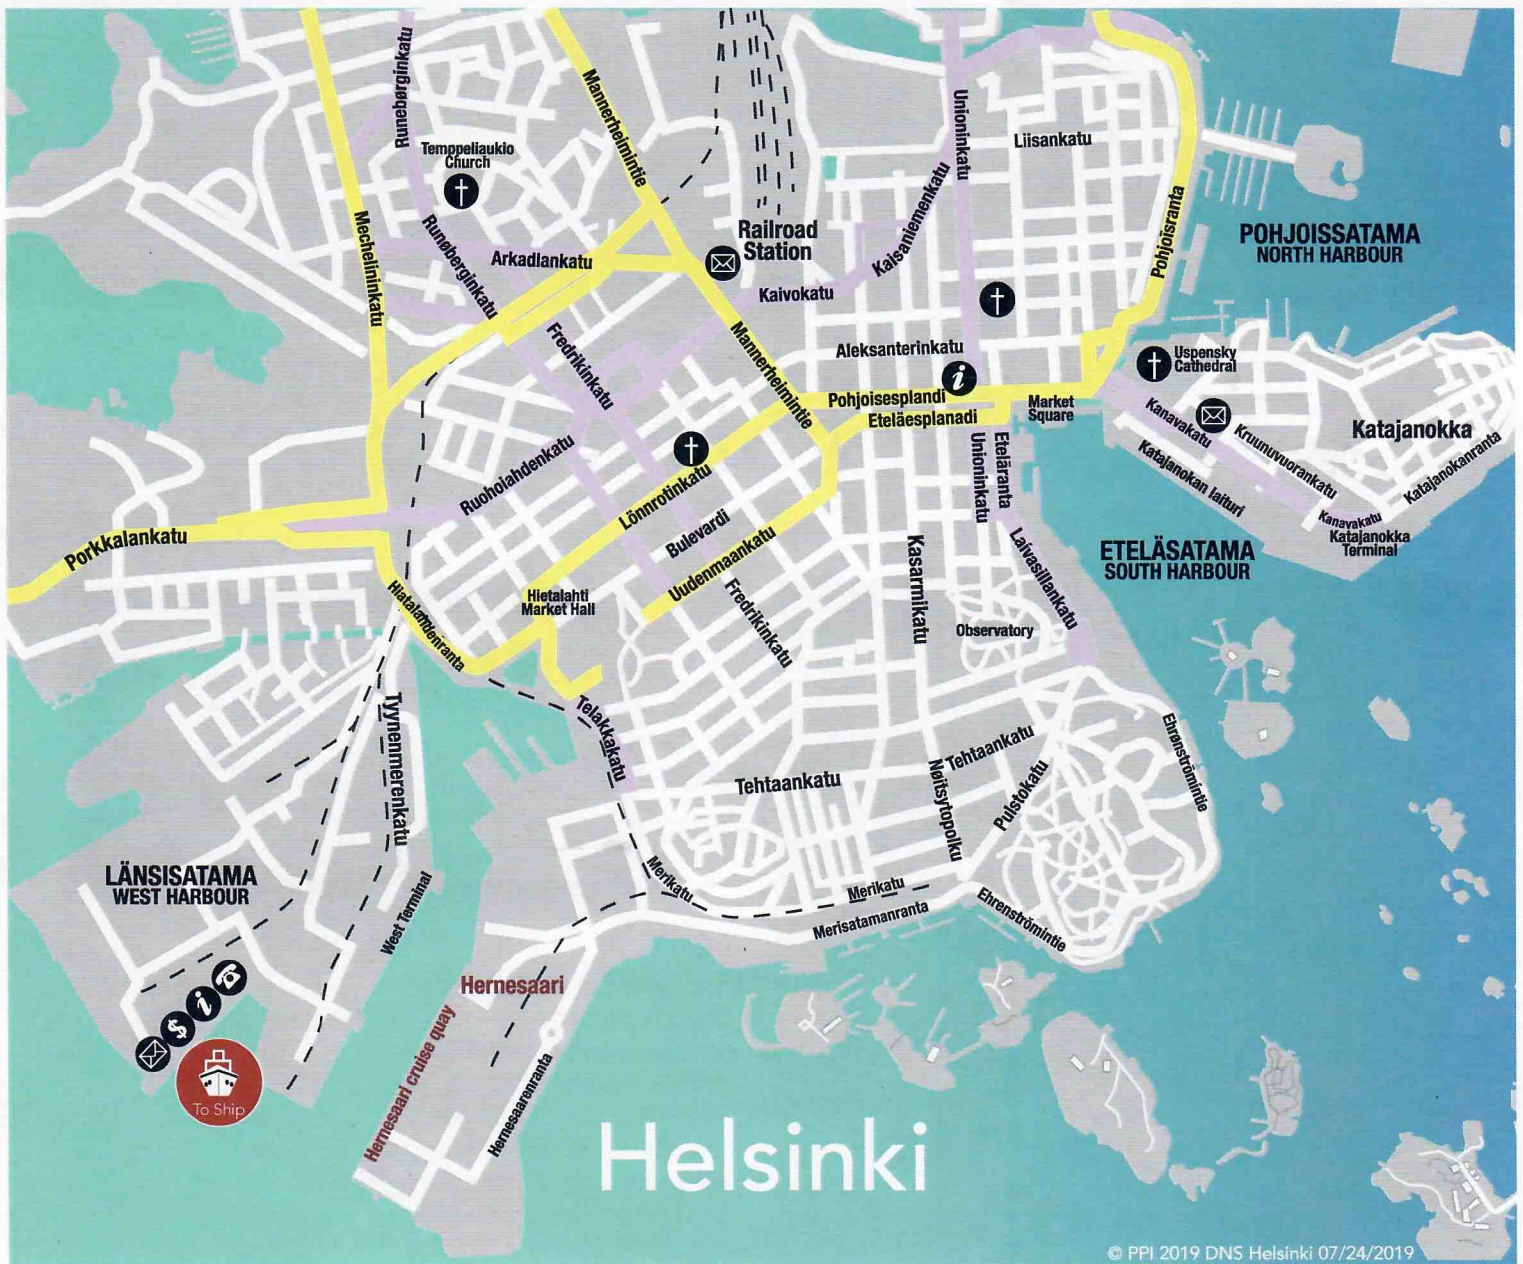 Runebørginkatu
Mannerheimintie
Unioninkatu
Liisankatu
Temppeliaukio
Church
Mechelininkatu
Runøberginkatu
Arkadlankatu
Railroad
Station
Kaivokatu
Kaisaniemenkatu
Pohjoisranta
POHJOISSATAMA
NORTH HARBOUR
Fredrikinkatu
Mannerheimintie
Aleksanterinkatu
Pohjoisesplandi
Eteläesplanadi
Market
Square
Uspensky
Cathedral
Kanavakatu
Kruunuvuorankatu
Katajanokka
Katajanokanranta
Katajanokan laituri
Kanavakatu
Katajanokka
Terminal
Ruoholahdenkatu
Lönnrotinkatu
Bulevardi
Uudenmaankatu
Fredrikinkatu
Porkkalankatu
Hietalahti
Market Hall
Kasarmikatu
Unioninkatu
Eteläranta
Laivasillankatu
Observatory
ETELÄSATAMA
SOUTH HARBOUR
Tyynenmerenkatu
Telakkakatu
Tehtaankatu
Tehtaankatu
Nøitsytopolku
Pulstokatu
Ehrenströmintie
LÄNSISATAMA
WEST HARBOUR
West Terminal
Merikatu
Merikatu
Merisatamanranta
Ehrenströmintie
Hernesaari
Hernesaari cruise quay
Hernesaarenranta
To Ship
Helsinki
© PPI 2019 DNS Helsinki 07/24/2019